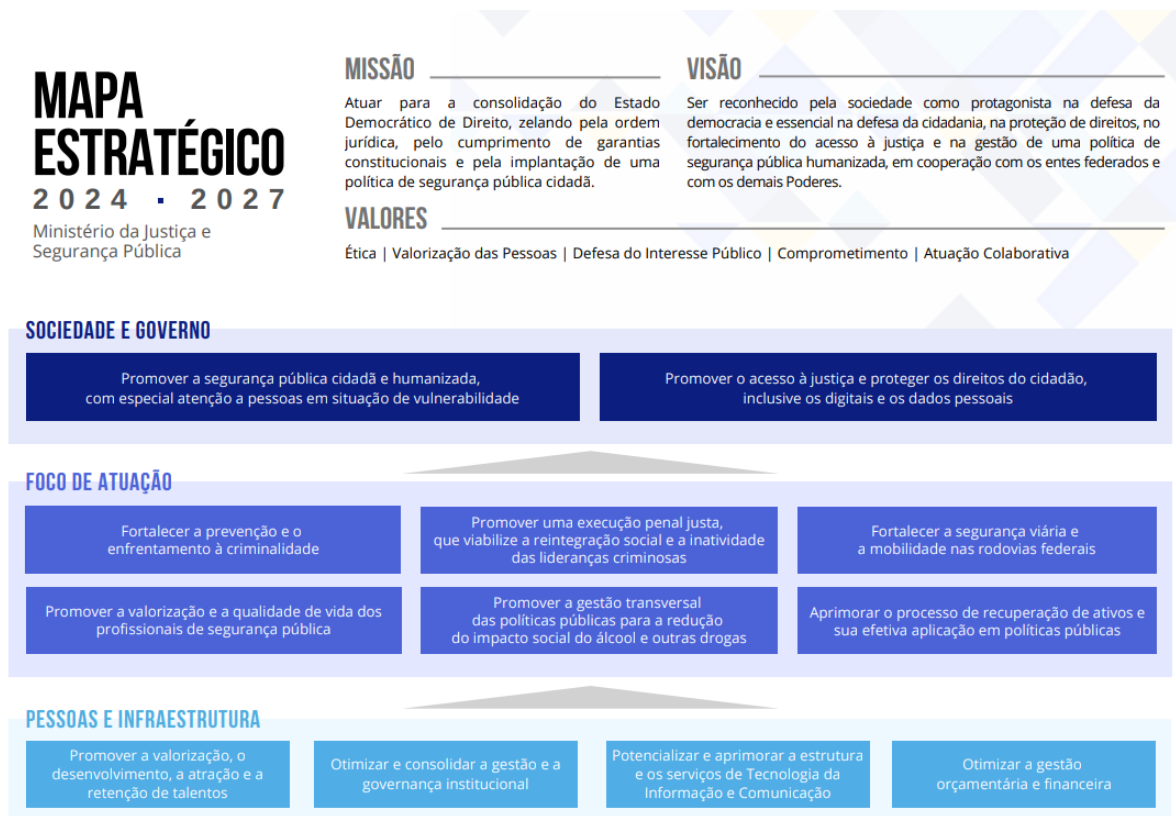 MAPA
ESTRATÉGICO
2024 · 2027
Ministério da Justiça e
Segurança Pública
MISSÃO
Atuar para a consolidação do Estado
Democrático de Direito, zelando pela ordem
jurídica, pelo cumprimento de garantias
constitucionais e pela implantação de uma
política de segurança pública cidadã.
VISÃO
Ser reconhecido pela sociedade como protagonista na defesa da
democracia e essencial na defesa da cidadania, na proteção de direitos, no
fortalecimento do acesso à justiça e na gestão de uma política de
segurança pública humanizada, em cooperação com os entes federados e
com os demais Poderes.
VALORES
Ética | Valorização das Pessoas | Defesa do Interesse Público | Comprometimento | Atuação Colaborativa
SOCIEDADE E GOVERNO
Promover a segurança pública cidadã e humanizada,
com especial atenção a pessoas em situação de vulnerabilidade
Promover o acesso à justiça e proteger os direitos do cidadão,
inclusive os digitais e os dados pessoais
FOCO DE ATUAÇÃO
Fortalecer a prevenção e o
enfrentamento à criminalidade
Promover uma execução penal justa,
que viabilize a reintegração social e a inatividade
das lideranças criminosas
Fortalecer a segurança viária e
a mobilidade nas rodovias federais
Promover a valorização e a qualidade de vida dos
profissionais de segurança pública
Promover a gestão transversal
das políticas públicas para a redução
do impacto social do álcool e outras drogas
Aprimorar o processo de recuperação de ativos e
sua efetiva aplicação em políticas públicas
PESSOAS E INFRAESTRUTURA
Promover a valorização, o
desenvolvimento, a atração e a
retenção de talentos
Otimizar e consolidar a gestão e a
governança institucional
Potencializar e aprimorar a estrutura
e os serviços de Tecnologia da
Informação e Comunicação
Otimizar a gestão
orçamentária e financeira